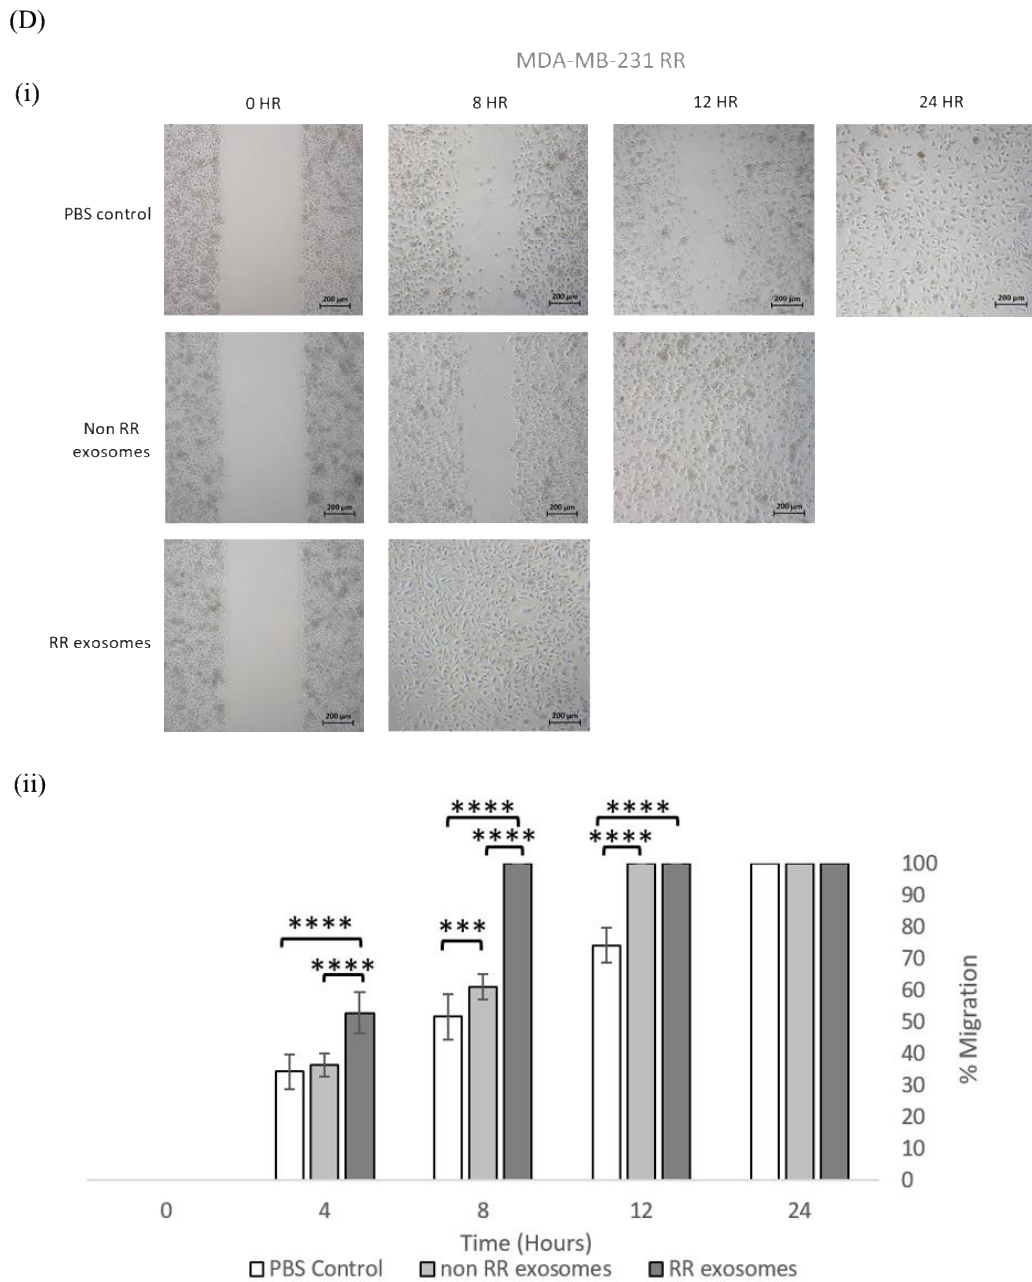 (D)
MDA-MB-231 RR
(i)
0 HR
8 HR
12 HR
24 HR
PBS control
200 µm
200 µm
200 µm
200 µm
Non RR
exosomes
200 µm
200 µm
200 µm
RR exosomes
200 µm
200 µm
(ii)
****
****
****
****
****
****
***
100
90
80
70
60
50
40
30
20
10
0
% Migration
0
4
8
12
24
Time (Hours)
PBS Control
non RR exosomes
RR exosomes